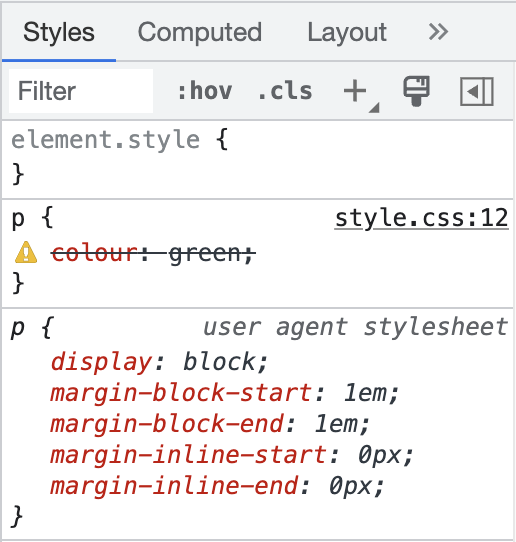 Styles Computed Layout »
Filter :hov .cls +
element.style {
}
p { style.css:12
colour: green;
}
p { user agent stylesheet
display: block;
margin-block-start: 1em;
margin-block-end: 1em;
margin-inline-start: 0px;
margin-inline-end: 0px;
}